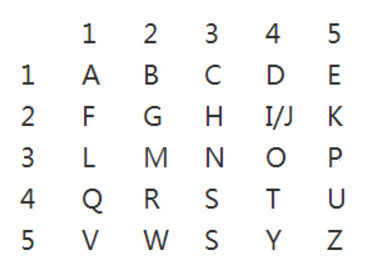 1 2 3 4 5
1 A B C D E
2 F G H I/J K
3 L M N O P
4 Q R S T U
5 V W S Y Z